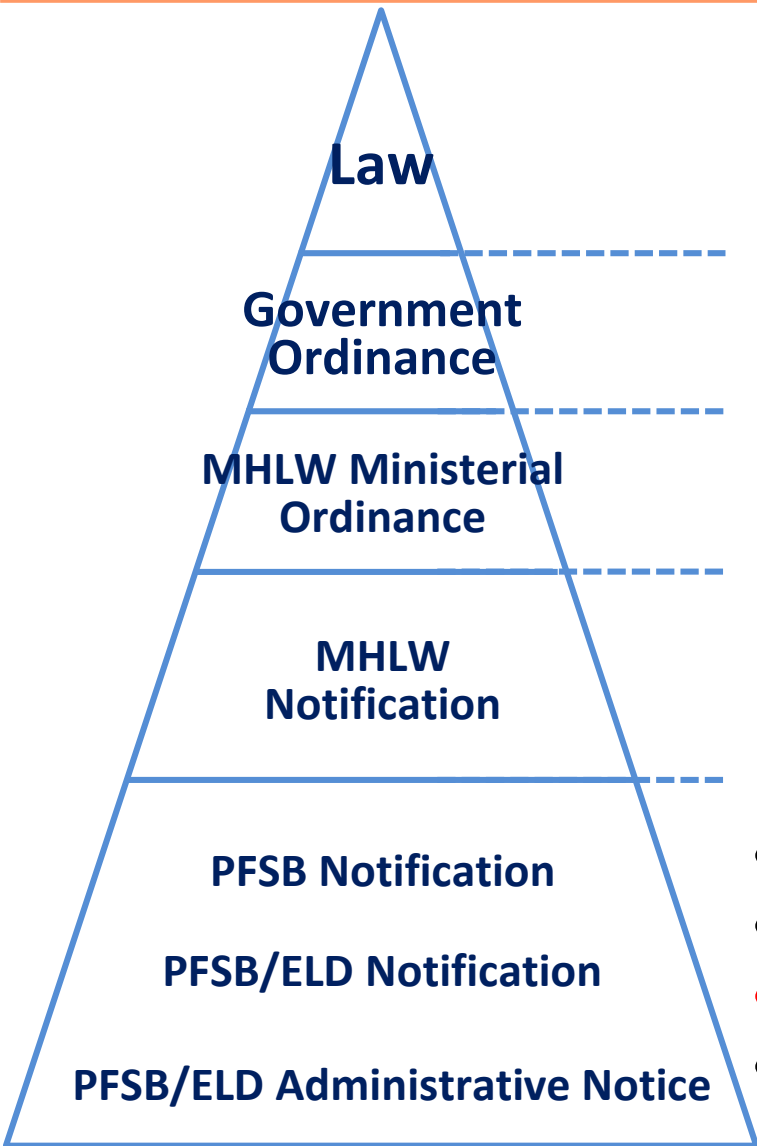 Law
Government
Ordinance
MHLW Ministerial
Ordinance
MHLW
Notification
PFSB Notification
PFSB/ELD Notification
PFSB/ELD Administrative Notice